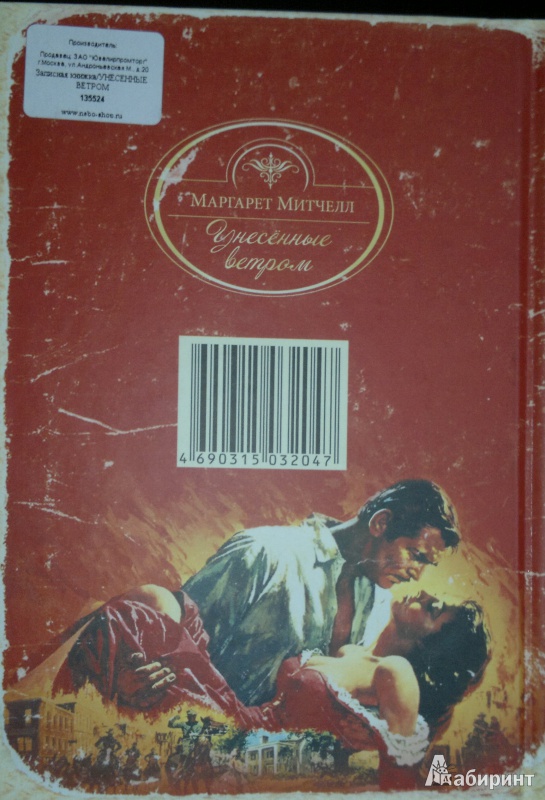 Производитель:
Продавец: ЗАО "Ювелирпромторг"
г.Москва, ул.Андроньевская М., д.20
Записная книжка/УНЕСЕННЫЕ
ВЕТРОМ
135524
www.nebo-shop.ru
МАРГАРЕТ МИТЧЕЛЛ
Унесённые
ветром
4 690315 032047
Лабиринт